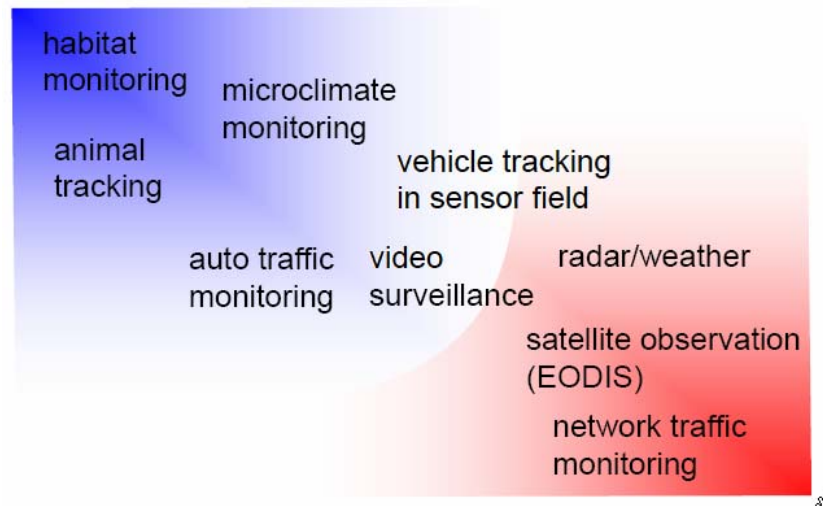 habitat
monitoring
microclimate
monitoring
animal
tracking
vehicle tracking
in sensor field
auto traffic
monitoring
video
surveillance
radar/weather
satellite observation
(EODIS)
network traffic
monitoring